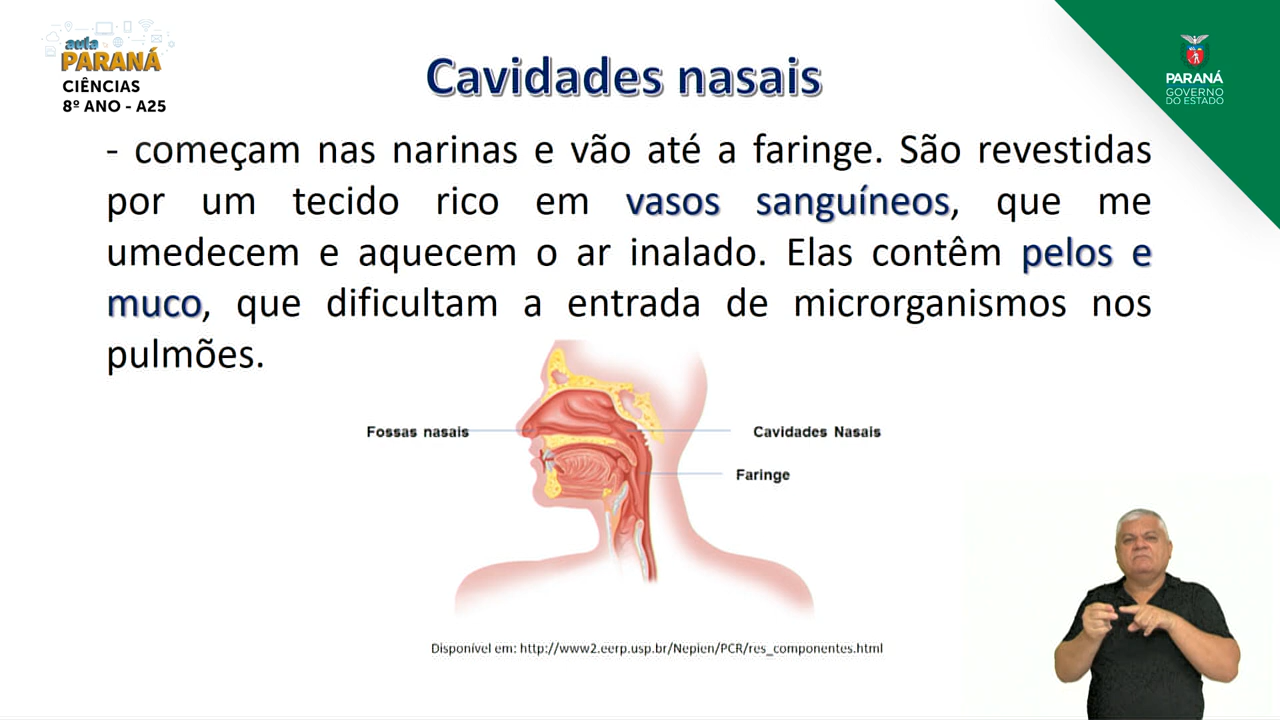 aula
PARANÁ
CIÊNCIAS
8º ANO - A25
PARANÁ
GOVERNO
DO ESTADO
Cavidades nasais
- começam nas narinas e vão até a faringe. São revestidas
por um tecido rico em vasos sanguíneos, que me
umedecem e aquecem o ar inalado. Elas contêm pelos e
muco, que dificultam a entrada de microrganismos nos
pulmões.
Fossas nasais
Cavidades Nasais
Faringe
Disponível em: http://www2.eerp.usp.br/Nepien/PCR/res_componentes.html